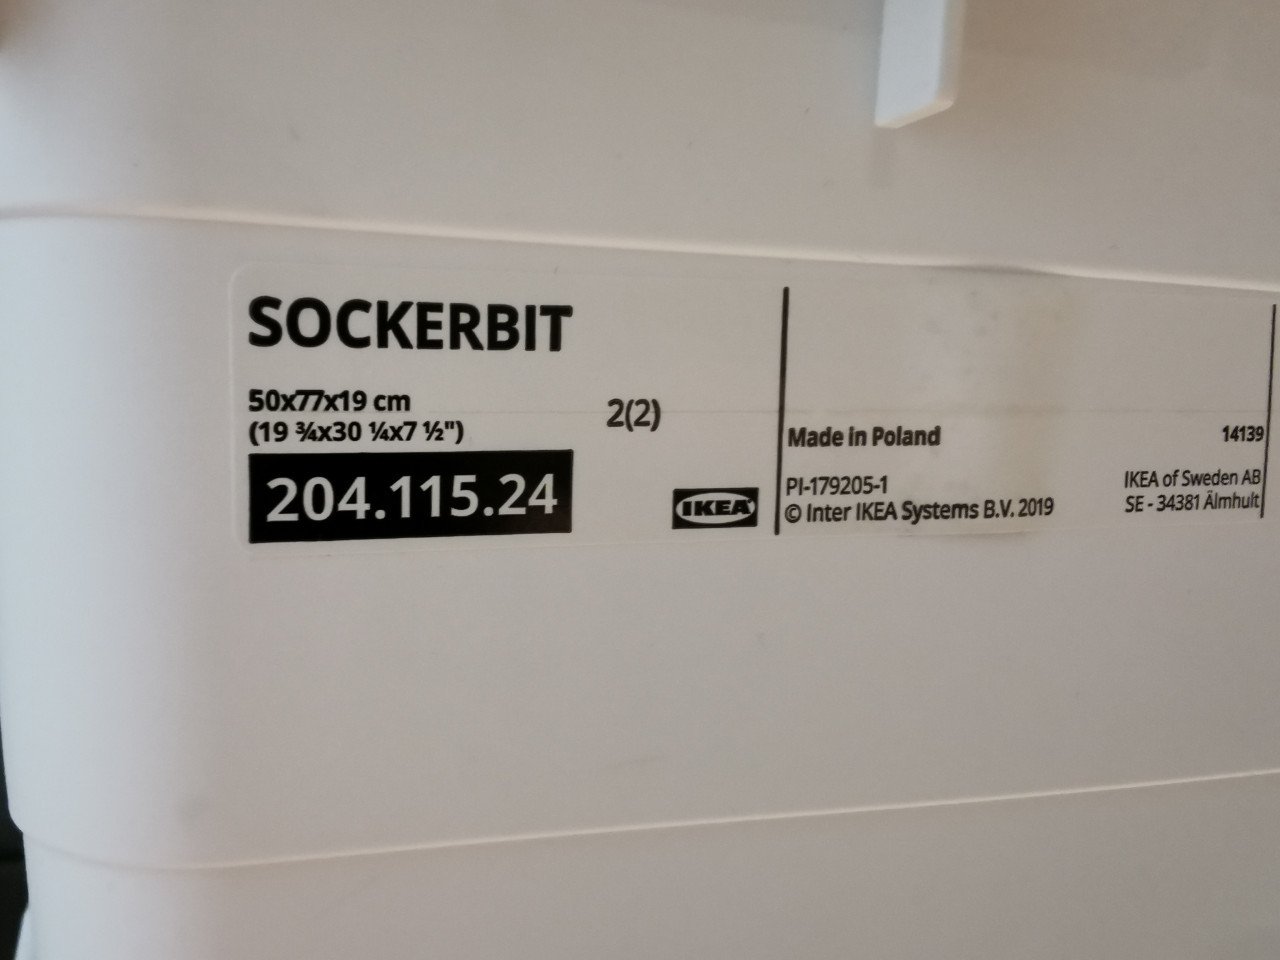 SOCKERBIT
50x77x19 cm
(19 ¾x30 ¼x7 ½")
2(2)
204.115.24
IKEA
Made in Poland
14139
PI-179205-1
© Inter IKEA Systems B.V. 2019
IKEA of Sweden AB
SE - 34381 Älmhult